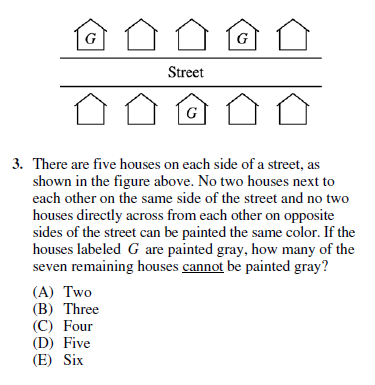 G G
Street
G
3. There are five houses on each side of a street, as
shown in the figure above. No two houses next to
each other on the same side of the street and no two
houses directly across from each other on opposite
sides of the street can be painted the same color. If the
houses labeled G are painted gray, how many of the
seven remaining houses cannot be painted gray?
(A) Two
(B) Three
(C) Four
(D) Five
(E) Six